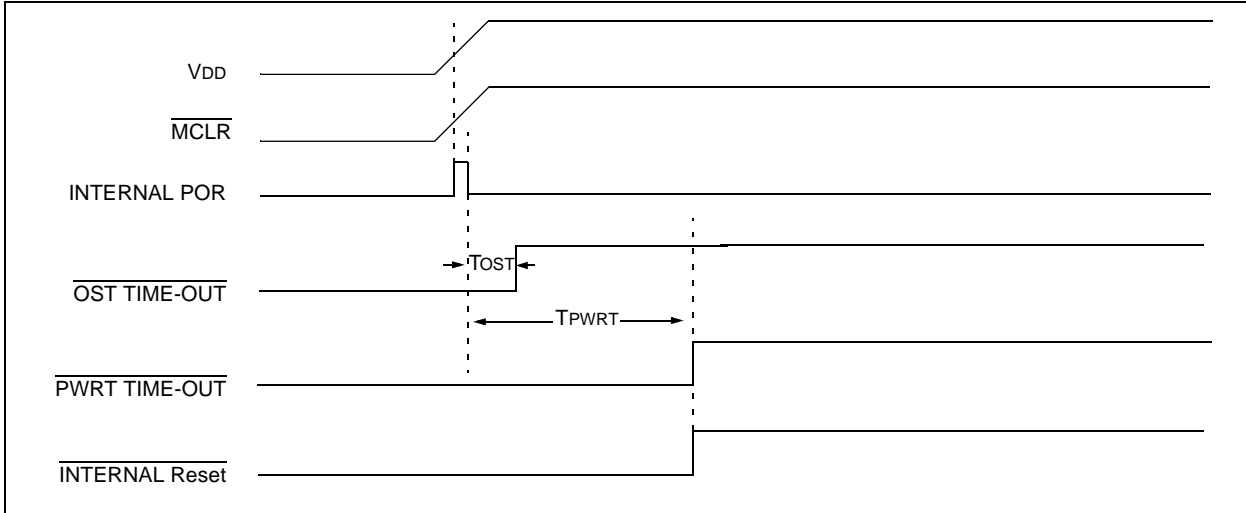 VDD
MCLR
INTERNAL POR
TOST
OST TIME-OUT
TPWRT
PWRT TIME-OUT
INTERNAL Reset